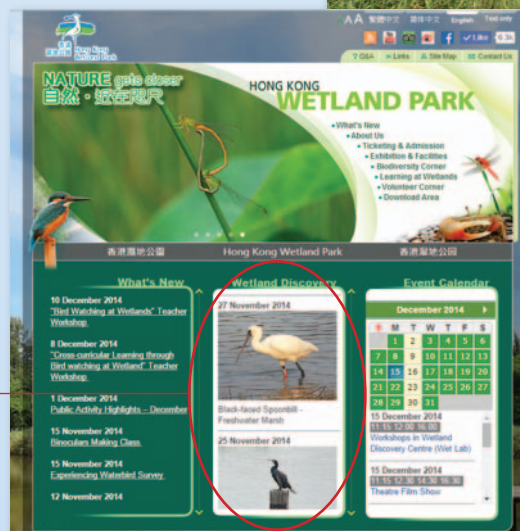 A A 繁體中文 简体中文 English Text only
Like 6.3k
Q&A Links Site Map Contact Us
Hong Kong
Wetland Park
NATURE gets closer
自然·近在咫尺
HONG KONG
WETLAND PARK
What's New
About Us
Ticketing & Admission
Exhibition & Facilities
Biodiversity Corner
Learning at Wetlands
Volunteer Corner
Download Area
香港濕地公園 Hong Kong Wetland Park 香港湿地公园
What's New
10 December 2014
"Bird Watching at Wetlands" Teacher
Workshop
8 December 2014
"Cross-curricular Learning through
Bird watching at Wetland" Teacher
Workshop
1 December 2014
Public Activity Highlights – December
15 November 2014
Binoculars Making Class
15 November 2014
Experiencing Waterbird Survey
12 November 2014
Wetland Discovery
27 November 2014
Black-faced Spoonbill -
Freshwater Marsh
25 November 2014
Event Calendar
December 2014
S M T W T F S
1 2 3 4 5 6
7 8 9 10 11 12 13
14 15 16 17 18 19 20
21 22 23 24 25 26 27
28 29 30 31
15 December 2014
11:15 12:00 16:00
Workshops in Wetland
Discovery Centre (Wet Lab)
15 December 2014
11:15 12:30 14:30 16:30
Theatre Film Show